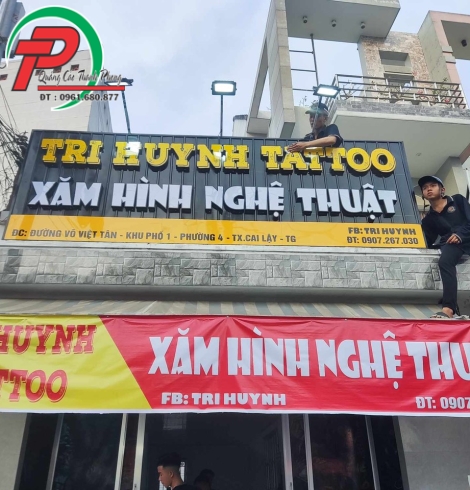 TP
Quảng Cáo Thanh Phong
ĐT : 0961.680.877
TRI HUYNH TATTOO
XĂM HÌNH NGHỆ THUẬT
ĐC: ĐƯỜNG VÕ VIỆT TÂN - KHU PHỐ 1 - PHƯỜNG 4 - TX.CAI LẬY - TG
FB: TRI HUYNH
ĐT: 0907.267.030
HUYNH
TTOO
XĂM HÌNH NGHỆ THU
FB: TRI HUYNH
ĐT: 0907